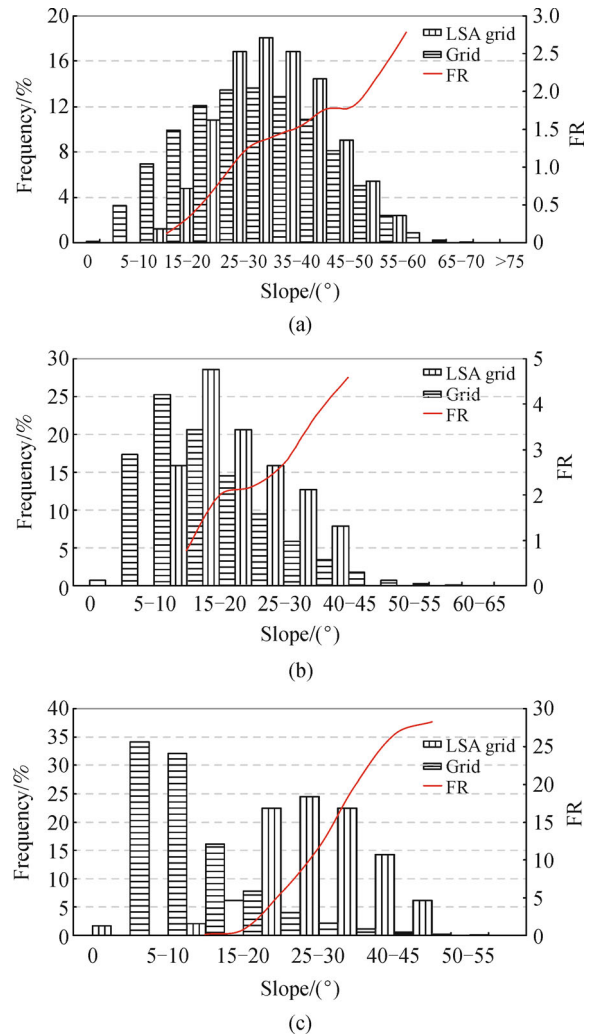 20
16
12
8
4
0
Frequency/%
LSA grid
Grid
FR
3.0
2.5
2.0
1.5
1.0
0.5
0
FR
0 5−10 15−20 25−30 35−40 45−50 55−60 65−70 >75
Slope/(°)
(a)
30
25
20
15
10
5
0
Frequency/%
LSA grid
Grid
FR
5
4
3
2
1
0
FR
0 5−10 15−20 25−30 40−45 50−55 60−65
Slope/(°)
(b)
40
35
30
25
20
15
10
5
0
Frequency/%
LSA grid
Grid
FR
30
25
20
15
10
5
0
FR
0 5−10 15−20 25−30 40−45 50−55
Slope/(°)
(c)